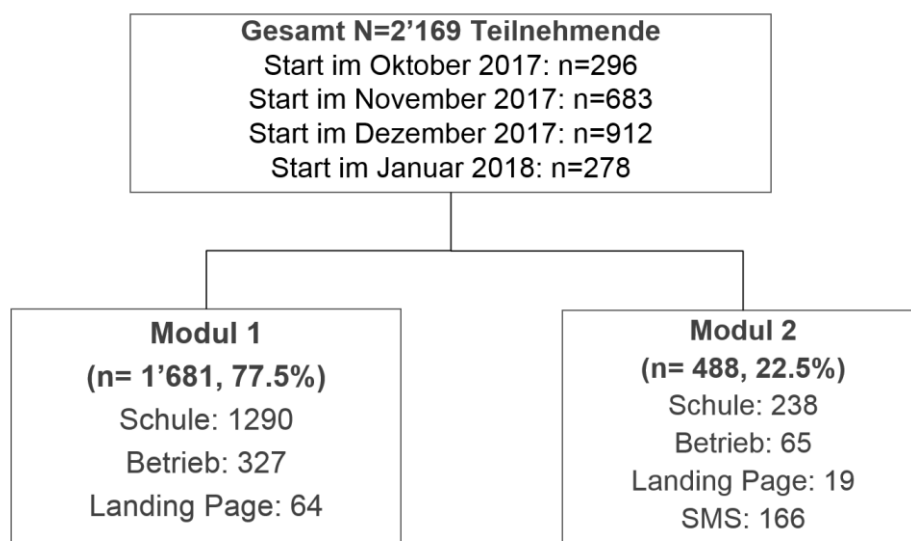 Gesamt N=2’169 Teilnehmende
Start im Oktober 2017: n=296
Start im November 2017: n=683
Start im Dezember 2017: n=912
Start im Januar 2018: n=278
Modul 1
(n= 1’681, 77.5%)
Schule: 1290
Betrieb: 327
Landing Page: 64
Modul 2
(n= 488, 22.5%)
Schule: 238
Betrieb: 65
Landing Page: 19
SMS: 166